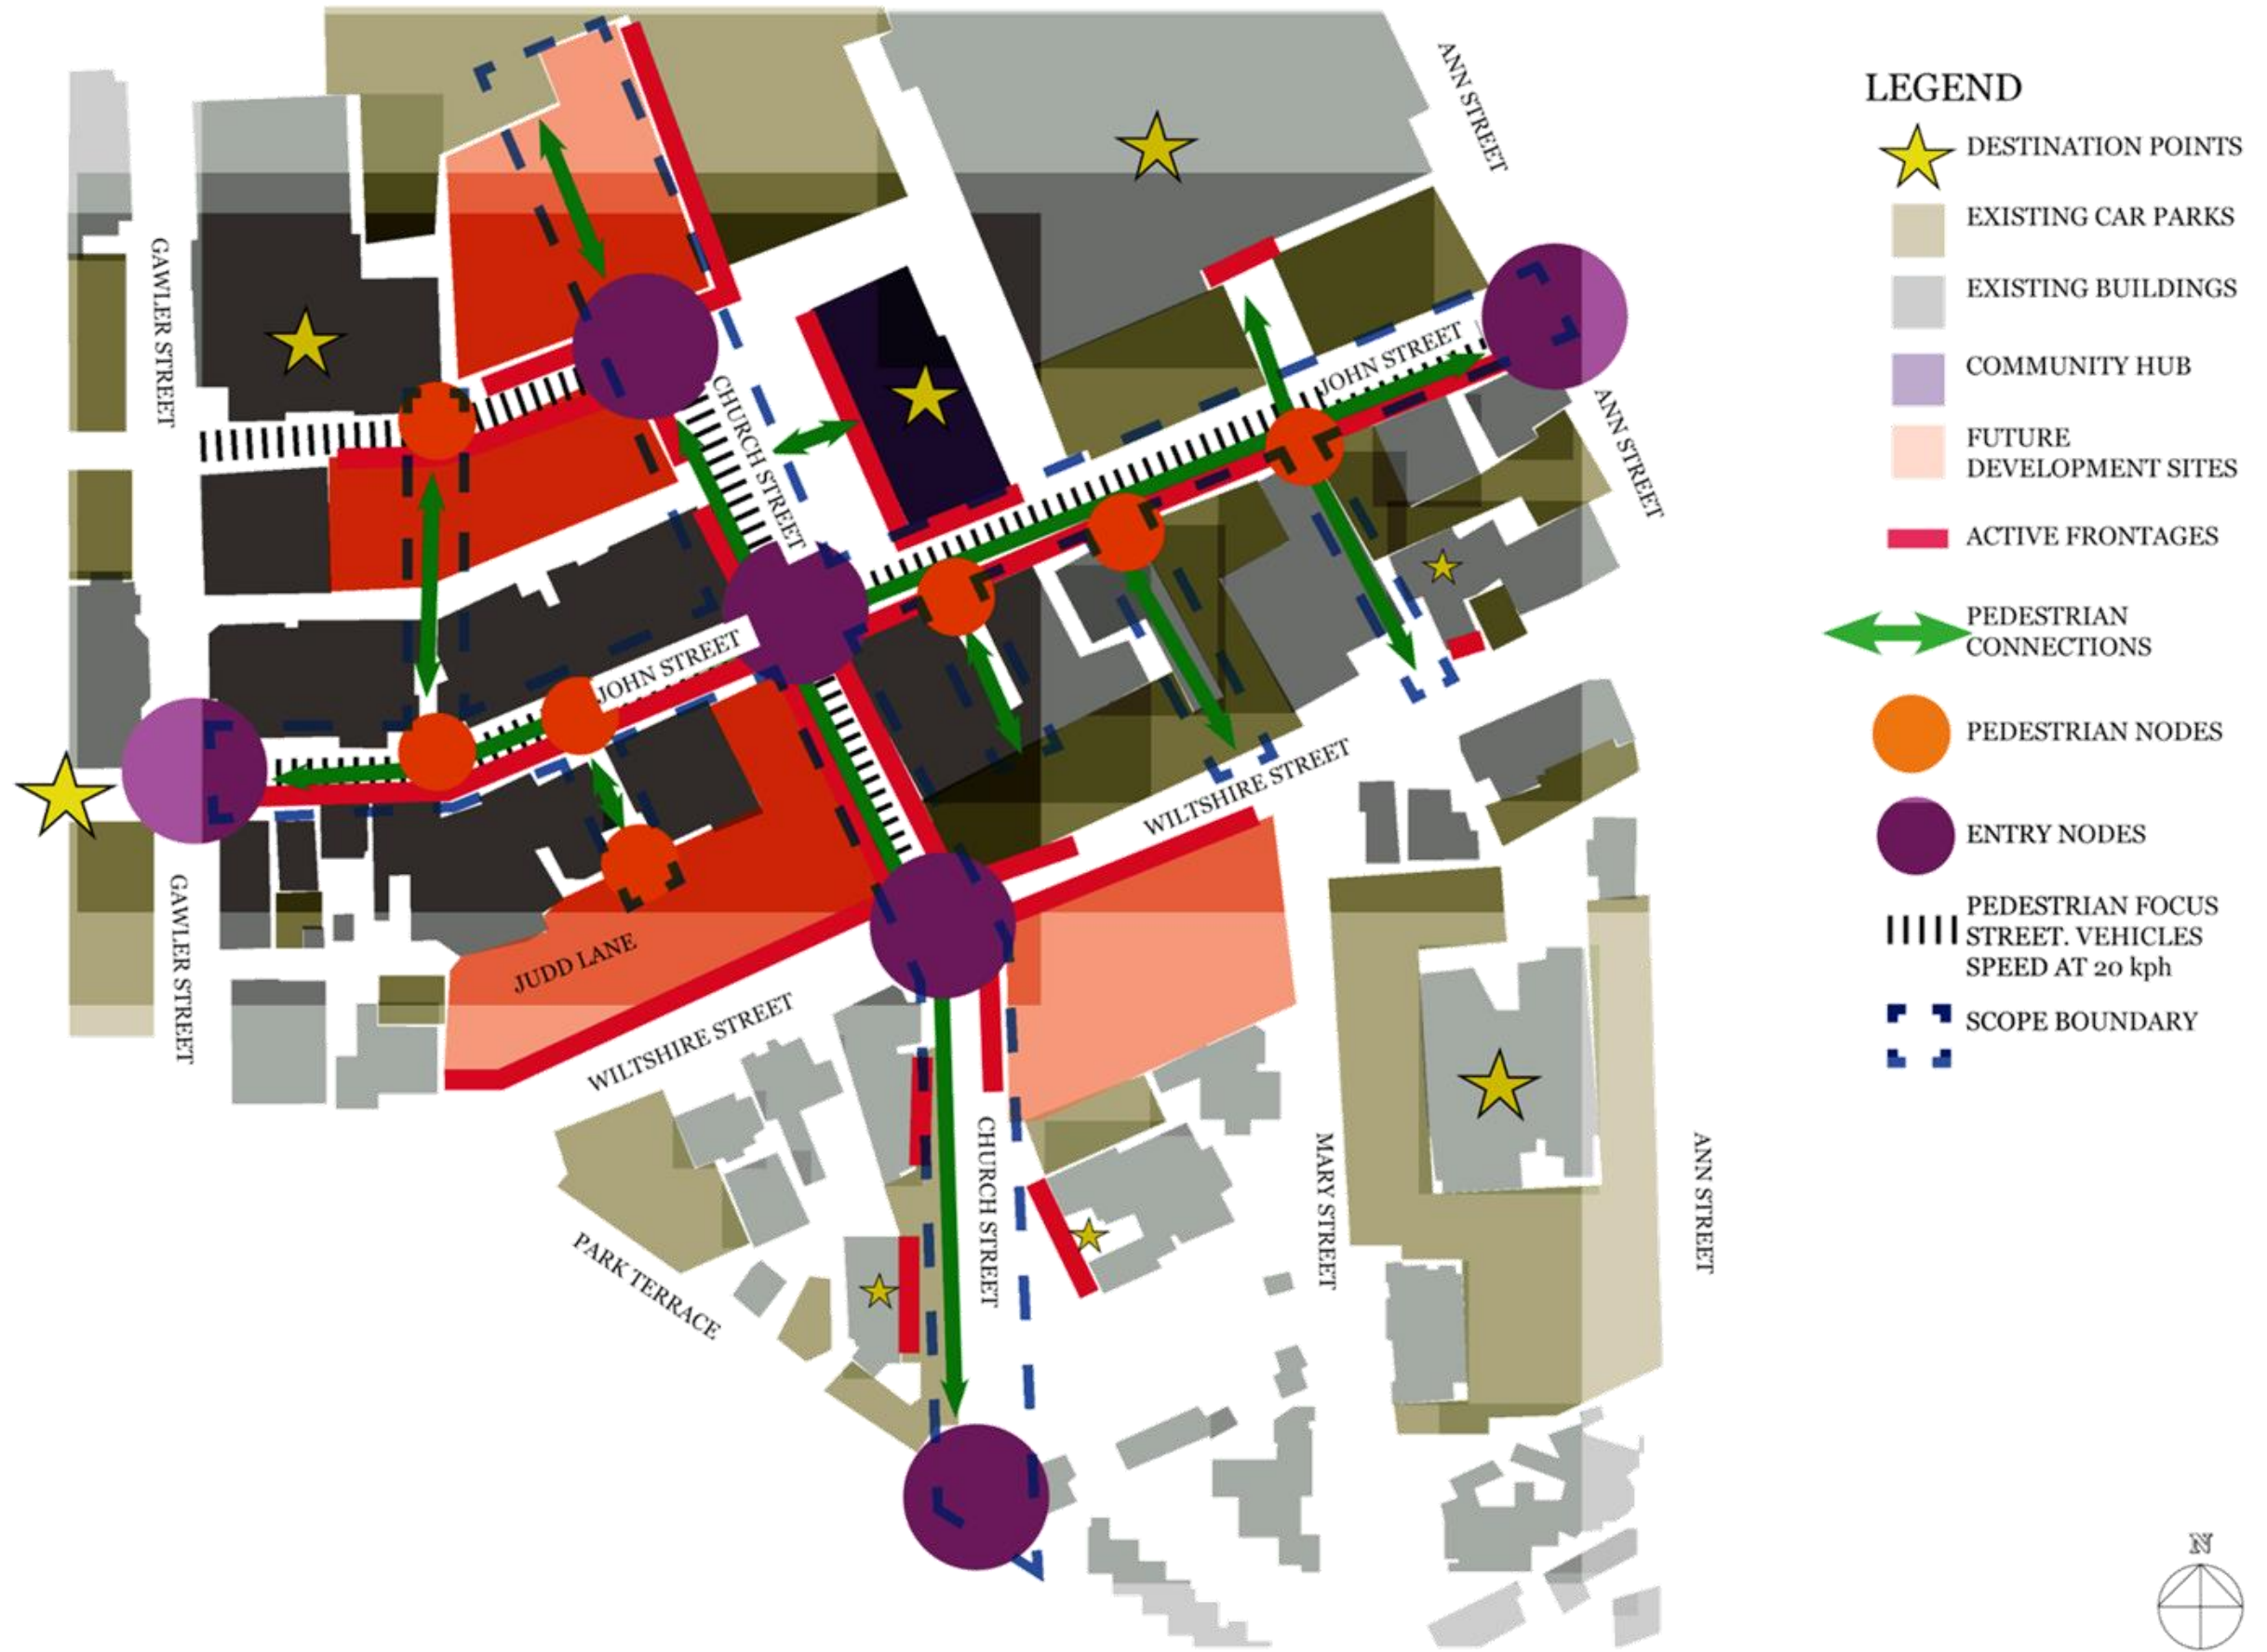 ANN STREET
GAWLER STREET
CHURCH STREET
JOHN STREET
ANN STREET
JOHN STREET
WILTSHIRE STREET
GAWLER STREET
JUDD LANE
WILTSHIRE STREET
PARK TERRACE
CHURCH STREET
MARY STREET
ANN STREET
LEGEND
DESTINATION POINTS
EXISTING CAR PARKS
EXISTING BUILDINGS
COMMUNITY HUB
FUTURE
DEVELOPMENT SITES
ACTIVE FRONTAGES
PEDESTRIAN
CONNECTIONS
PEDESTRIAN NODES
ENTRY NODES
PEDESTRIAN FOCUS
STREET. VEHICLES
SPEED AT 20 kph
SCOPE BOUNDARY
N